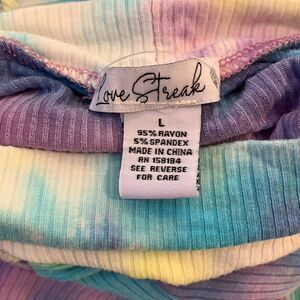 Love Streak
L
95% RAYON
5% SPANDEX
MADE IN CHINA
RN 158184
SEE REVERSE
FOR CARE